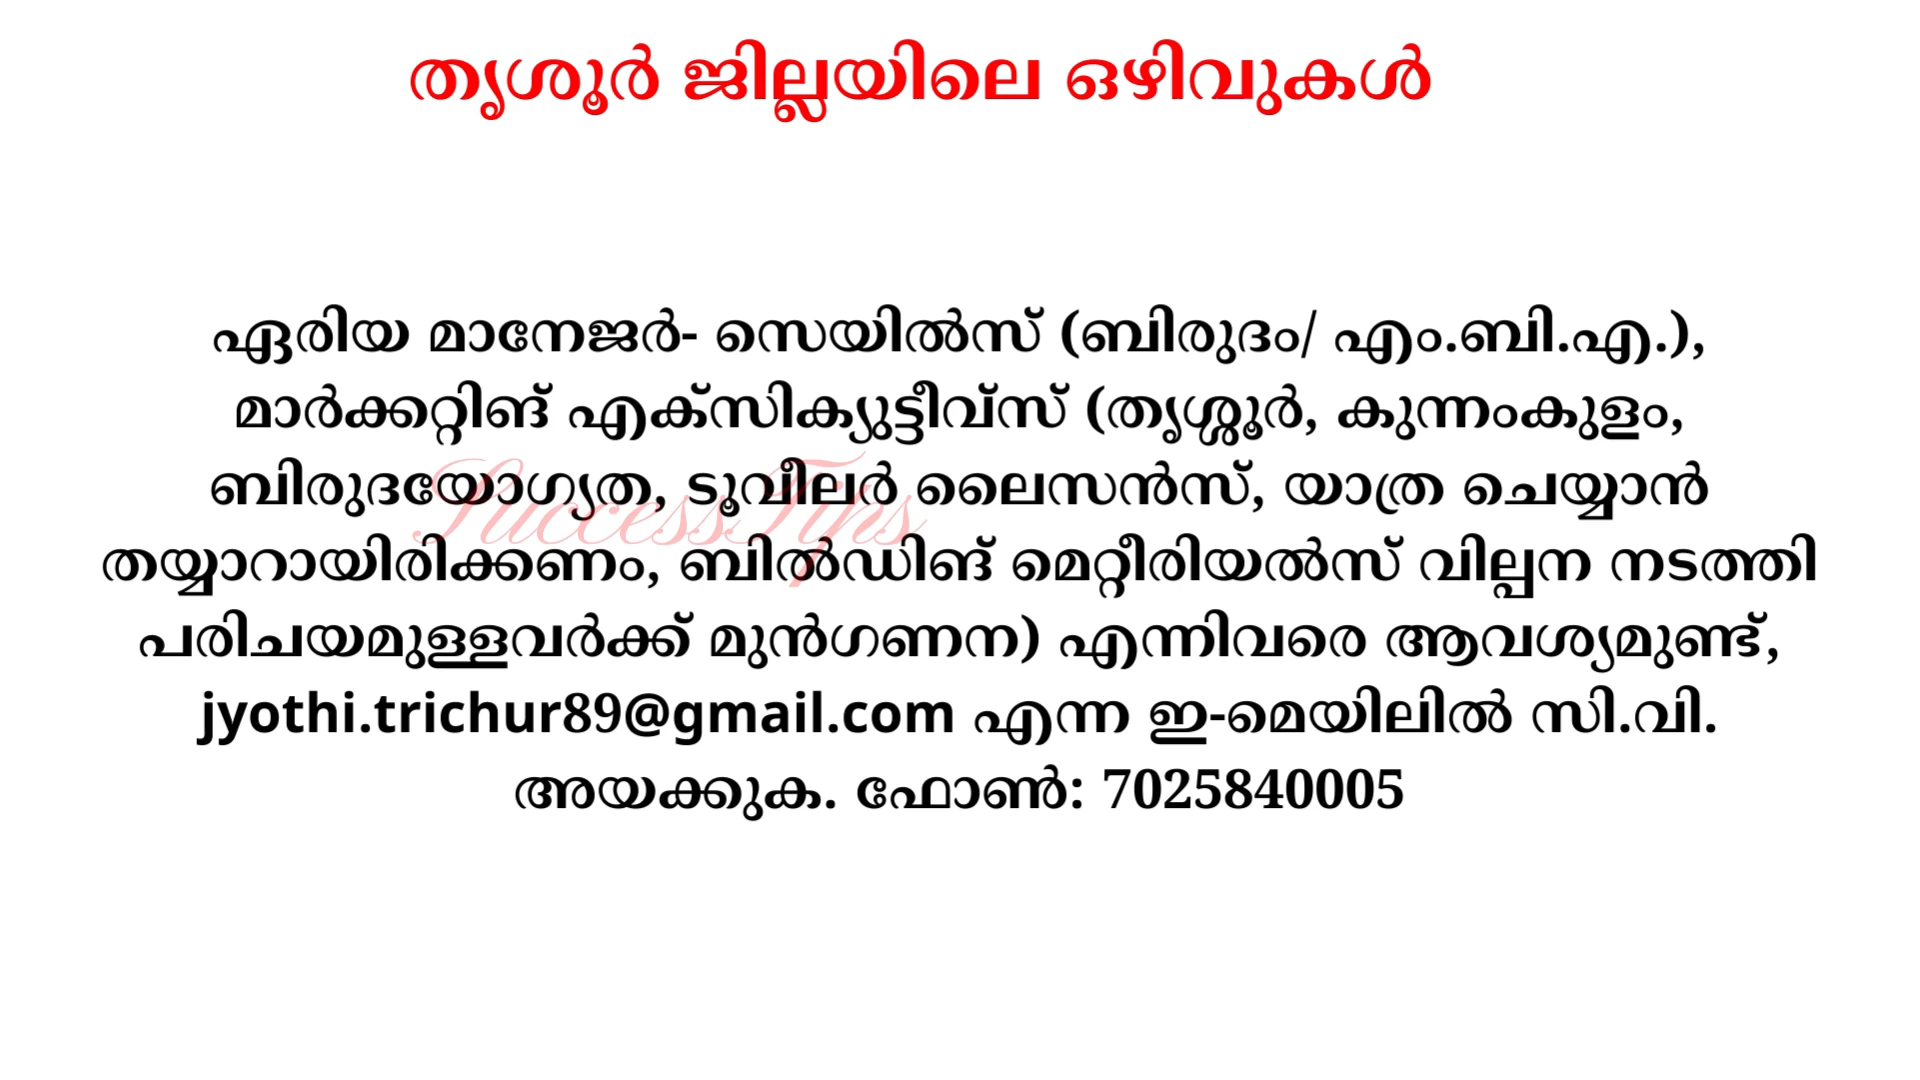 തൃശൂർ ജില്ലയിലെ ഒഴിവുകൾ
ഏരിയ മാനേജർ- സെയിൽസ് (ബിരുദം/ എം.ബി.എ.),
മാർക്കറ്റിങ് എക്സിക്യുട്ടീവ്സ് (തൃശ്ശൂർ, കുന്നംകുളം,
ബിരുദയോഗ്യത, ടൂവീലർ ലൈസൻസ്, യാത്ര ചെയ്യാൻ
SuccessTips
തയ്യാറായിരിക്കണം, ബിൽഡിങ് മെറ്റീരിയൽസ് വില്പന നടത്തി
പരിചയമുള്ളവർക്ക് മുൻഗണന) എന്നിവരെ ആവശ്യമുണ്ട്,
jyothi.trichur89@gmail.com എന്ന ഇ-മെയിലിൽ സി.വി.
അയക്കുക. ഫോൺ: 7025840005